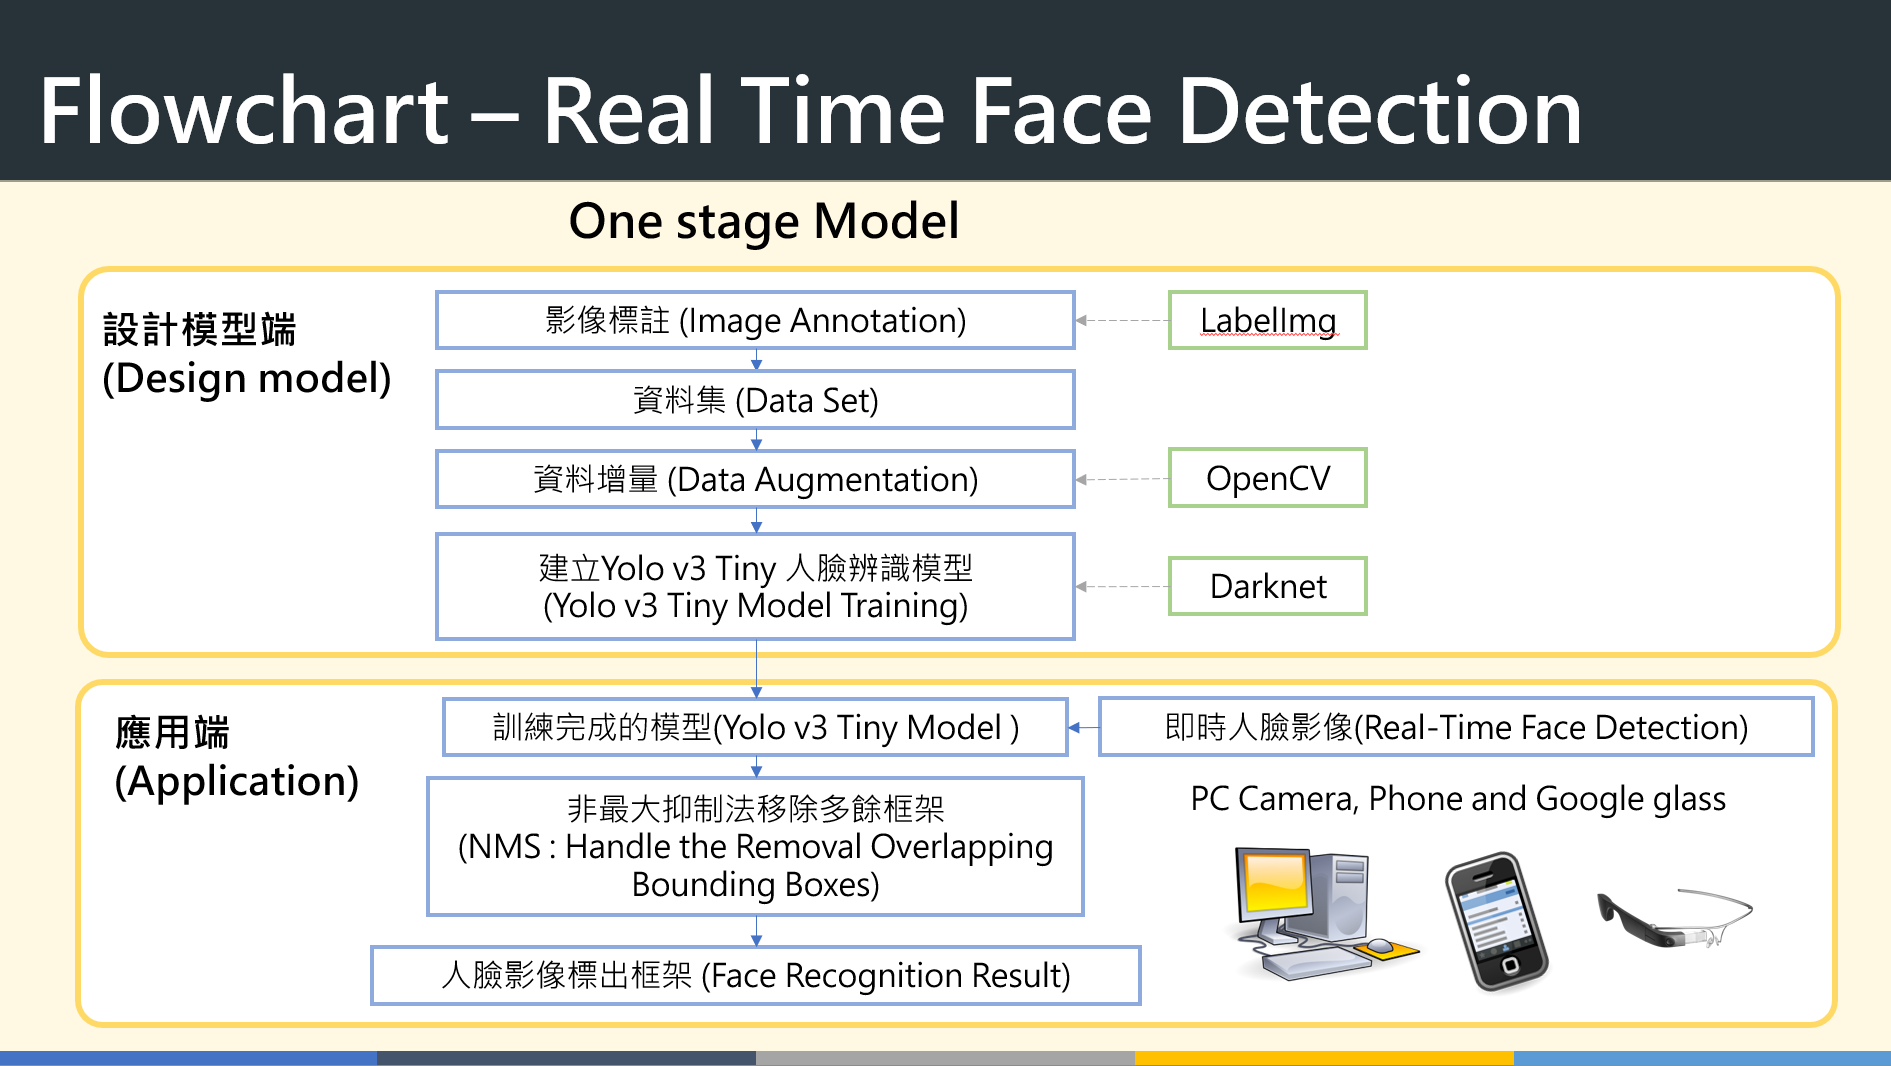 Flowchart – Real Time Face Detection
One stage Model
設計模型端
(Design model)
影像標註 (Image Annotation)
LabelImg
資料集 (Data Set)
資料增量 (Data Augmentation)
OpenCV
建立Yolo v3 Tiny 人臉辨識模型
(Yolo v3 Tiny Model Training)
Darknet
應用端
(Application)
訓練完成的模型(Yolo v3 Tiny Model )
即時人臉影像(Real-Time Face Detection)
非最大抑制法移除多餘框架
(NMS : Handle the Removal Overlapping
Bounding Boxes)
PC Camera, Phone and Google glass
人臉影像標出框架 (Face Recognition Result)